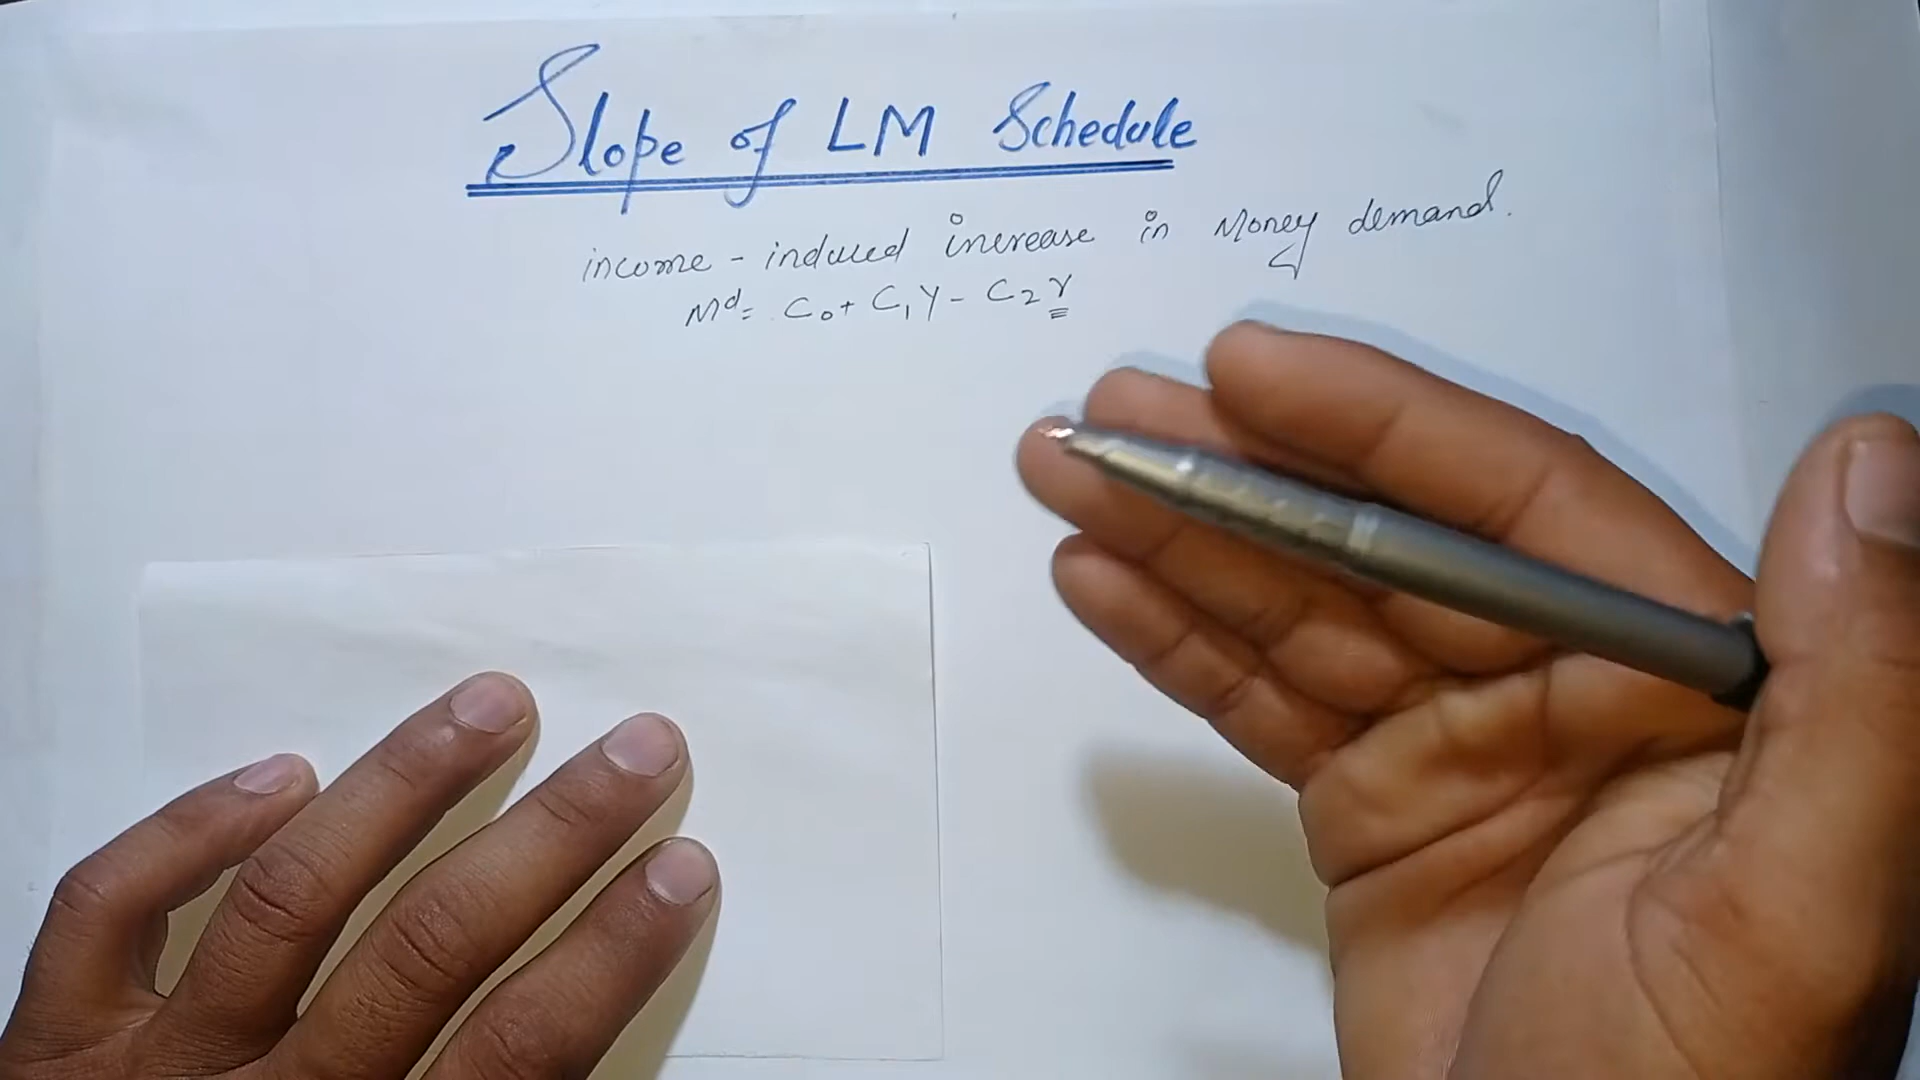 Slope of LM Schedule
income - induced increase in Money demand.
Mᵈ = C₀ + C₁Y - C₂r